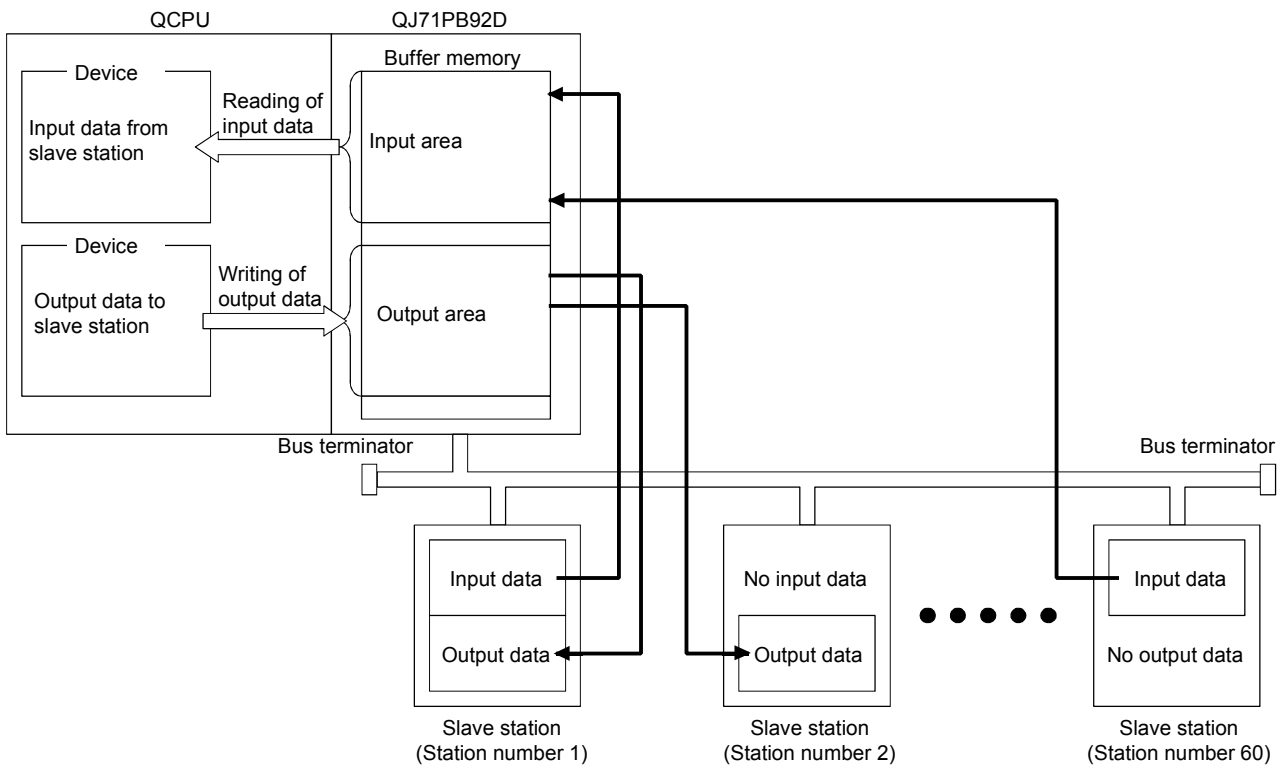 QCPU
QJ71PB92D
Buffer memory
Device
Input data from
slave station
Reading of
input data
Input area
Device
Output data to
slave station
Writing of
output data
Output area
Bus terminator
Bus terminator
Input data
Output data
No input data
Output data
Input data
No output data
Slave station
(Station number 1)
Slave station
(Station number 2)
Slave station
(Station number 60)